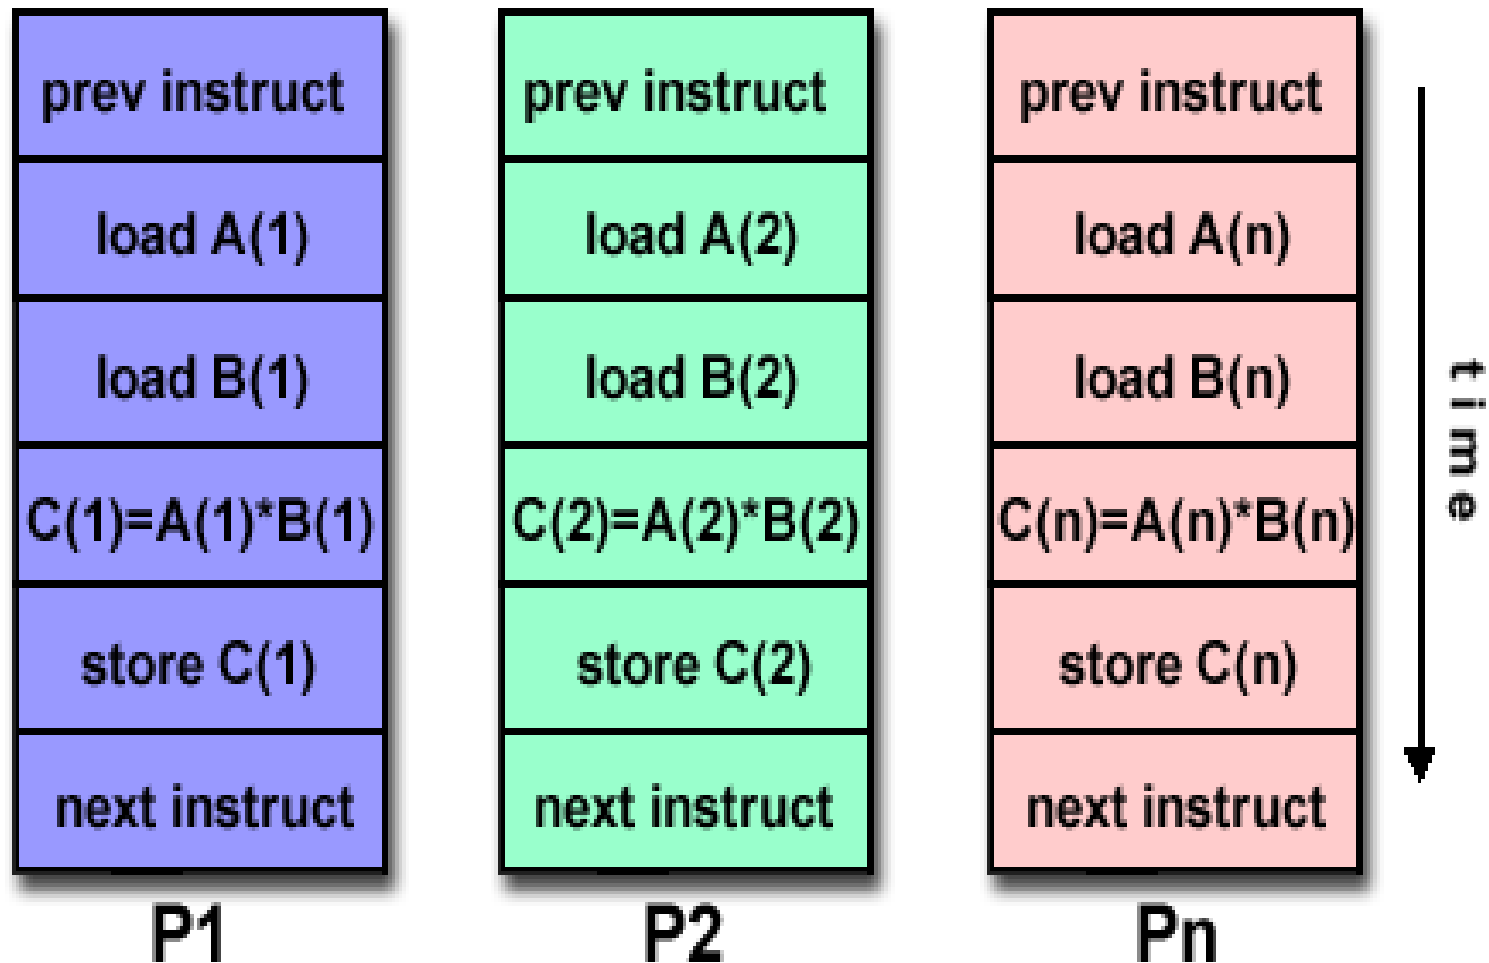 prev instruct
load A(1)
load B(1)
C(1)=A(1)*B(1)
store C(1)
next instruct
P1
prev instruct
load A(2)
load B(2)
C(2)=A(2)*B(2)
store C(2)
next instruct
P2
prev instruct
load A(n)
load B(n)
C(n)=A(n)*B(n)
store C(n)
next instruct
Pn
time